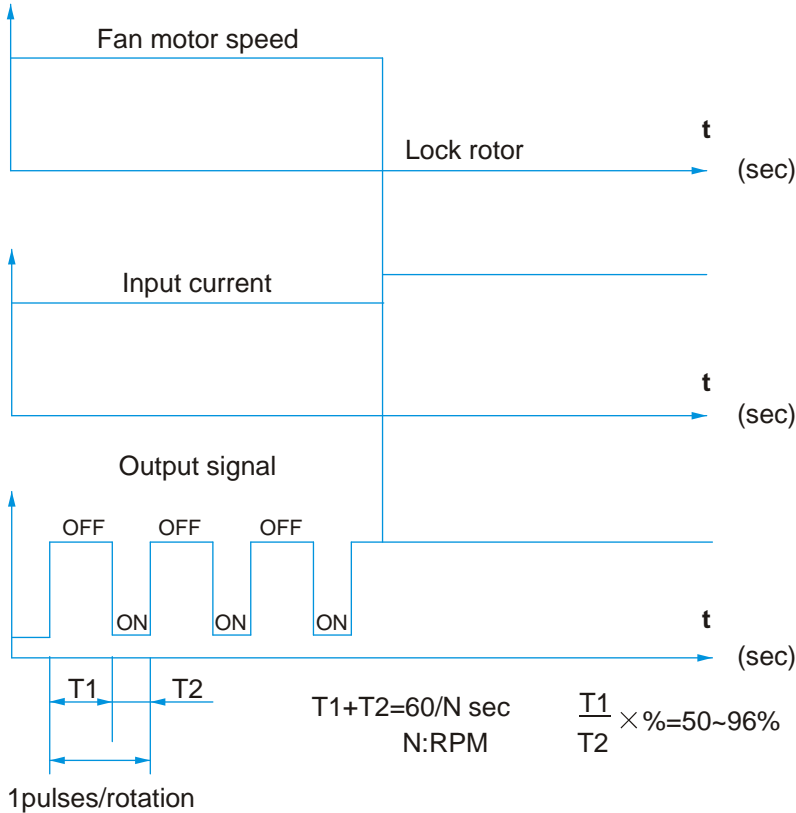 Fan motor speed
t
Lock rotor
(sec)
Input current
t
(sec)
Output signal
OFF OFF OFF
ON ON ON
t
(sec)
T1 T2
T1+T2=60/N sec
N:RPM
T1
T2
×%=50~96%
1pulses/rotation